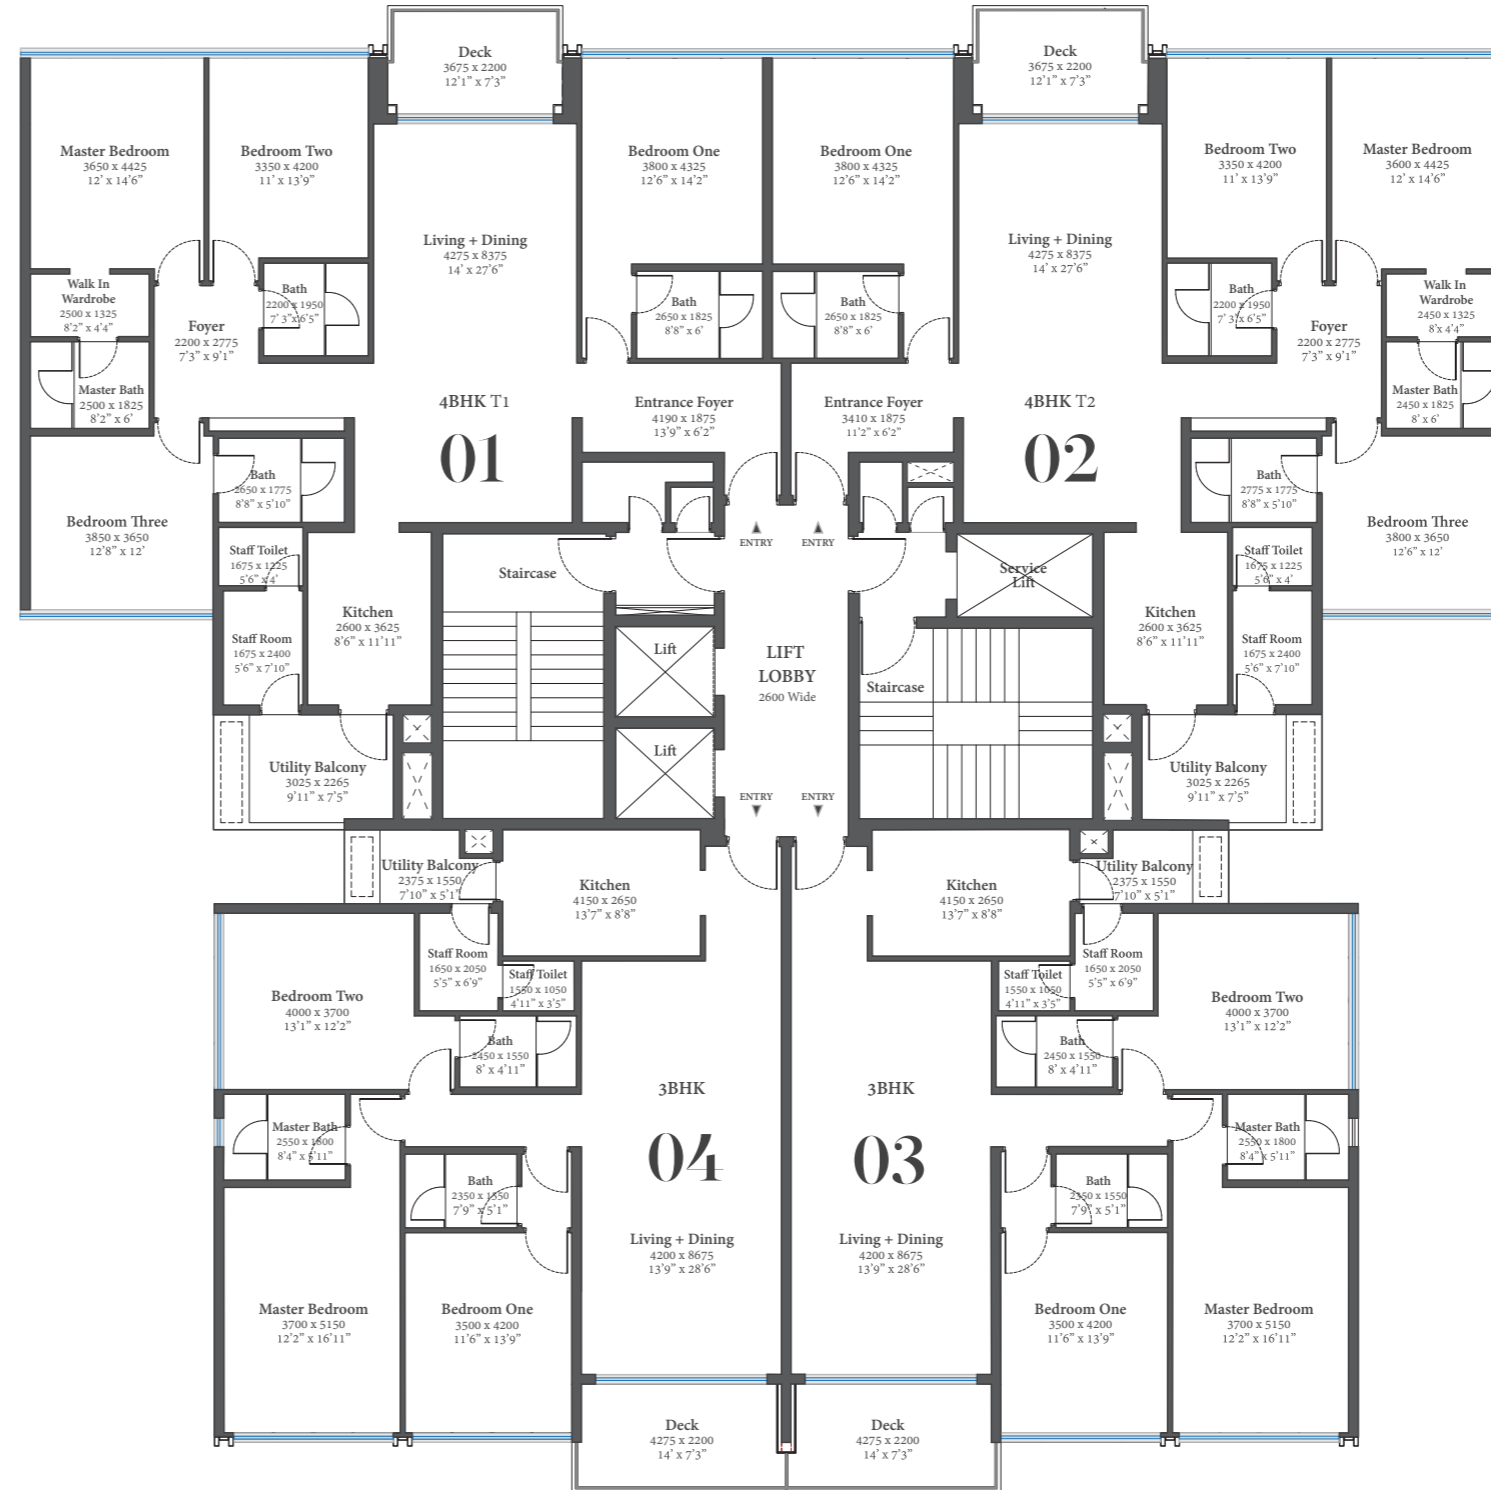 Deck
3675 x 2200
12'1" x 7'3"
Deck
3675 x 2200
12'1" x 7'3"
Master Bedroom
3650 x 4425
12' x 14'6"
Bedroom Two
3350 x 4200
11' x 13'9"
Bedroom One
3800 x 4325
12'6" x 14'2"
Bedroom One
3800 x 4325
12'6" x 14'2"
Bedroom Two
3350 x 4200
11' x 13'9"
Master Bedroom
3600 x 4425
12' x 14'6"
Living + Dining
4275 x 8375
14' x 27'6"
Living + Dining
4275 x 8375
14' x 27'6"
Walk In
Wardrobe
2500 x 1325
8'2" x 4'4"
Bath
2200 x 1950
7' 3"x 6'5"
Bath
2650 x 1825
8'8" x 6'
Bath
2650 x 1825
8'8" x 6'
Bath
2200 x 1950
7' 3"x 6'5"
Walk In
Wardrobe
2450 x 1325
8'x 4'4"
Foyer
2200 x 2775
7'3" x 9'1"
Foyer
2200 x 2775
7'3" x 9'1"
Master Bath
2500 x 1825
8'2" x 6'
4BHK T1
01
Entrance Foyer
4190 x 1875
13'9" x 6'2"
Entrance Foyer
3410 x 1875
11'2" x 6'2"
4BHK T2
02
Master Bath
2450 x 1825
8' x 6'
Bath
2650 x 1775
8'8" x 5'10"
Bath
2775 x 1775
8'8" x 5'10"
Bedroom Three
3850 x 3650
12'8" x 12'
Bedroom Three
3800 x 3650
12'6" x 12'
ENTRY
ENTRY
Staff Toilet
1675 x 1225
5'6" x 4'
Staircase
Service
Lift
Staff Toilet
1675 x 1225
5'6" x 4'
Kitchen
2600 x 3625
8'6" x 11'11"
Kitchen
2600 x 3625
8'6" x 11'11"
Staff Room
1675 x 2400
5'6" x 7'10"
Lift
LIFT
LOBBY
2600 Wide
Staircase
Staff Room
1675 x 2400
5'6" x 7'10"
Lift
Utility Balcony
3025 x 2265
9'11" x 7'5"
Utility Balcony
3025 x 2265
9'11" x 7'5"
ENTRY
ENTRY
Utility Balcony
2375 x 1550
7'10" x 5'1"
Kitchen
4150 x 2650
13'7" x 8'8"
Kitchen
4150 x 2650
13'7" x 8'8"
Utility Balcony
2375 x 1550
7'10" x 5'1"
Staff Room
1650 x 2050
5'5" x 6'9"
Staff Toilet
1550 x 1050
4'11" x 3'5"
Staff Toilet
1550 x 1050
4'11" x 3'5"
Staff Room
1650 x 2050
5'5" x 6'9"
Bedroom Two
4000 x 3700
13'1" x 12'2"
Bedroom Two
4000 x 3700
13'1" x 12'2"
Bath
2450 x 1550
8' x 4'11"
Bath
2450 x 1550
8' x 4'11"
3BHK
04
3BHK
03
Master Bath
2550 x 1800
8'4" x 5'11"
Master Bath
2550 x 1800
8'4" x 5'11"
Bath
2350 x 1550
7'9" x 5'1"
Bath
2350 x 1550
7'9" x 5'1"
Living + Dining
4200 x 8675
13'9" x 28'6"
Living + Dining
4200 x 8675
13'9" x 28'6"
Master Bedroom
3700 x 5150
12'2" x 16'11"
Bedroom One
3500 x 4200
11'6" x 13'9"
Bedroom One
3500 x 4200
11'6" x 13'9"
Master Bedroom
3700 x 5150
12'2" x 16'11"
Deck
4275 x 2200
14' x 7'3"
Deck
4275 x 2200
14' x 7'3"